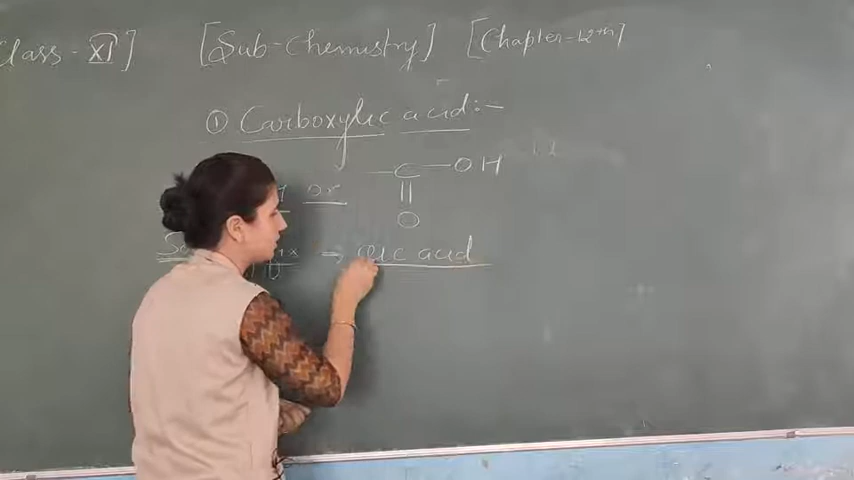 Class-XI] [Sub-Chemistry] [Chapter-12th]
① Carboxylic acid:-
or —C—OH
||
O
⇒ oic acid